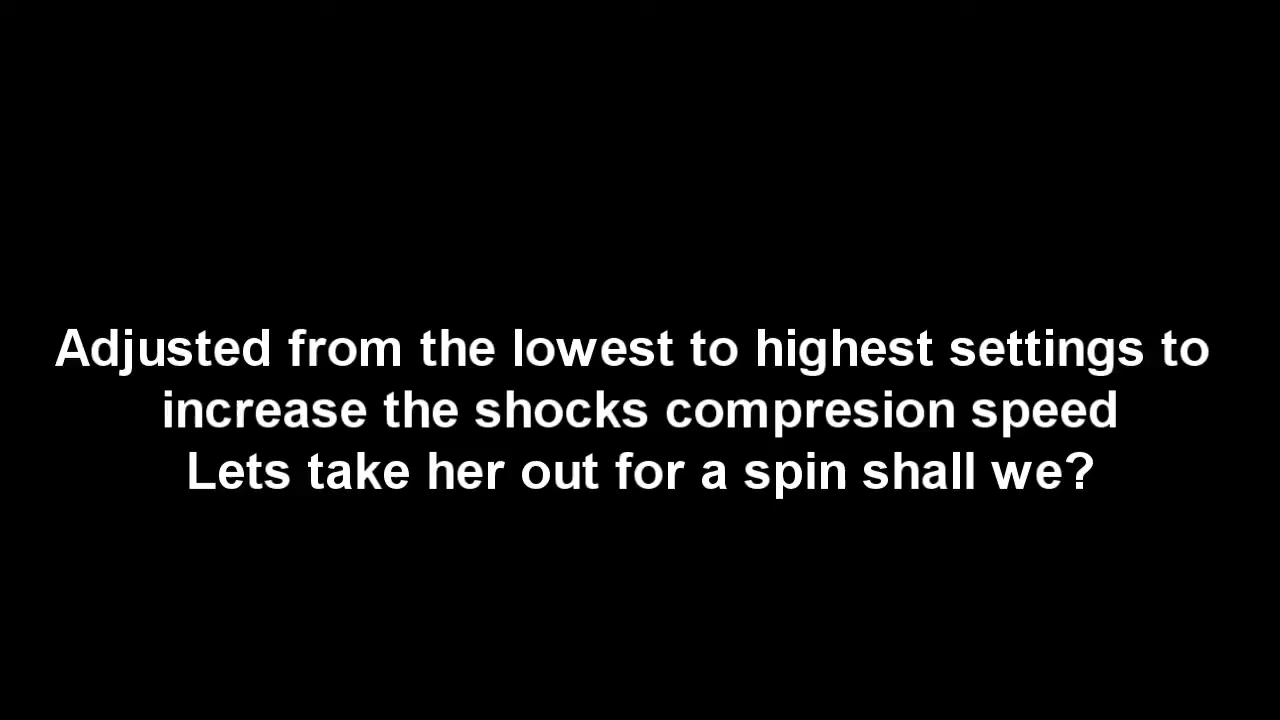 Adjusted from the lowest to highest settings to
increase the shocks compresion speed
Lets take her out for a spin shall we?